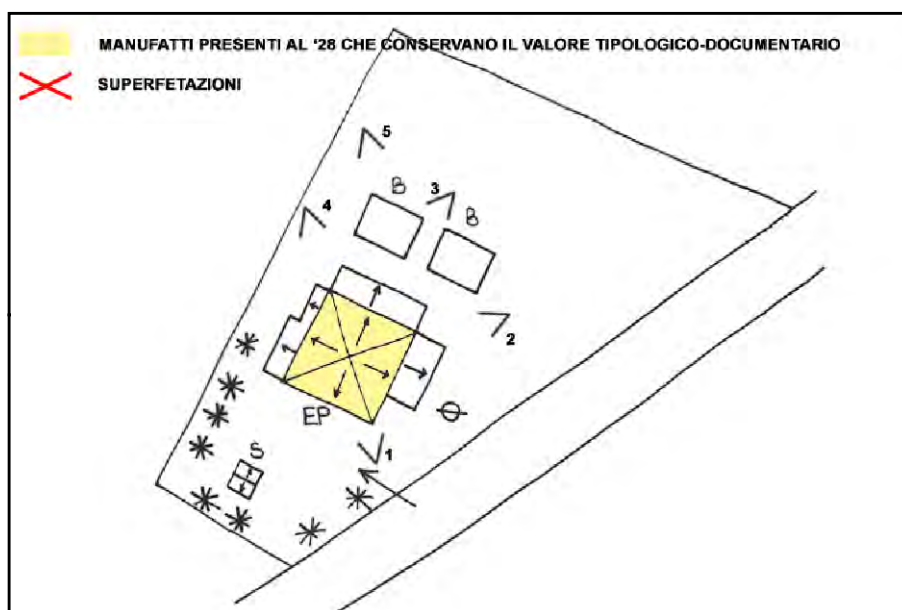 MANUFATTI PRESENTI AL '28 CHE CONSERVANO IL VALORE TIPOLOGICO-DOCUMENTARIO
SUPERFETAZIONI
5
B
3
4
B
2
EP
1
S